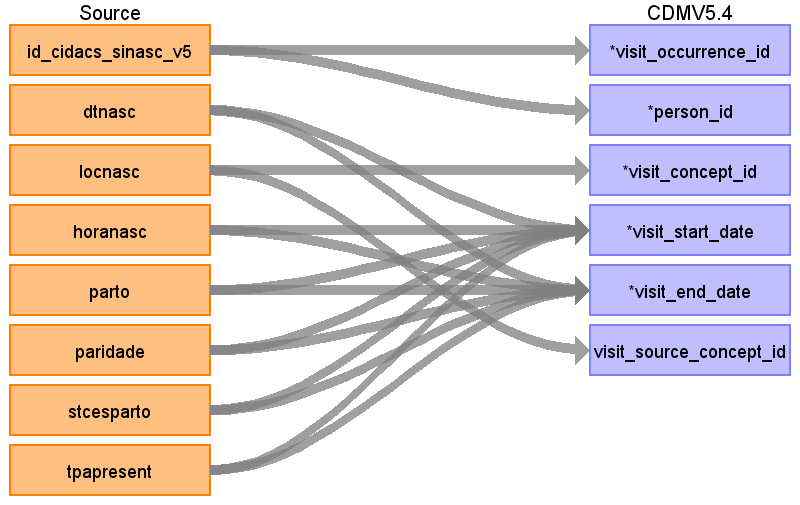 Source
CDMV5.4
id_cidacs_sinasc_v5
*visit_occurrence_id
dtnasc
*person_id
locnasc
*visit_concept_id
horanasc
*visit_start_date
parto
*visit_end_date
paridade
visit_source_concept_id
stcesparto
tpapresent